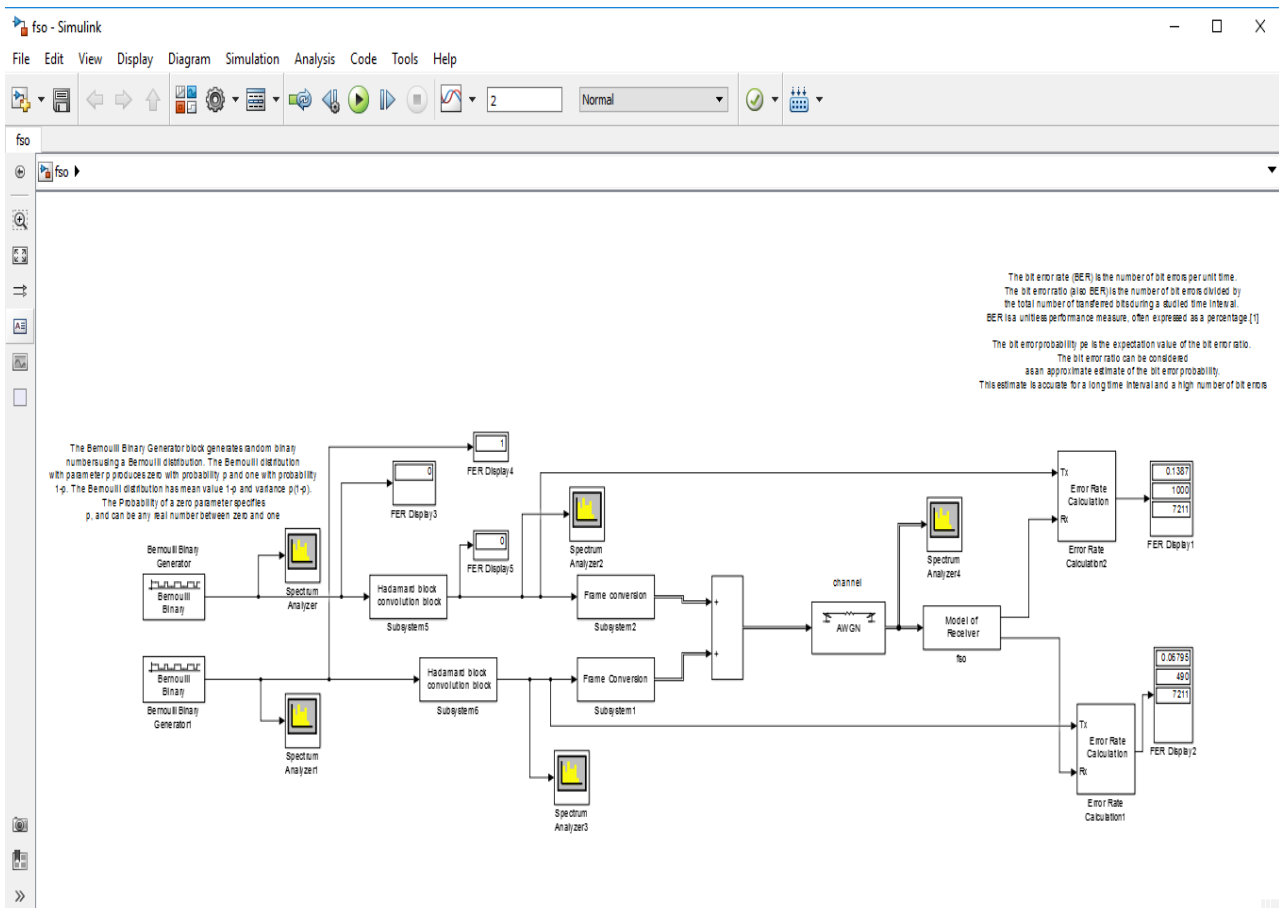 fso - Simulink
File Edit View Display Diagram Simulation Analysis Code Tools Help
2
Normal
fso
fso
The bit error rate (BER) is the number of bit errors per unit time.
The bit error ratio (also BER) is the number of bit errors divided by
the total number of transferred bits during a studied time interval.
BER is a unitless performance measure, often expressed as a percentage.[1]
The bit error probability pe is the expectation value of the bit error ratio.
The bit error ratio can be considered
as an approximate estimate of the bit error probability.
This estimate is accurate for a long time interval and a high number of bit errors
The Bernoulli Binary Generator block generates random binary
numbers using a Bernoulli distribution. The Bernoulli distribution
with parameter p produces zero with probability p and one with probability
1-p. The Bernoulli distribution has mean value 1-p and variance p(1-p).
The Probability of a zero parameter specifies
p, and can be any real number between zero and one
1
FER Display4
0
FER Display3
0
FER Display5
Spectrum
Analyzer2
Spectrum
Analyzer4
Tx
Rx
Error Rate
Calculation
Error Rate
Calculation2
0.1387
1000
7211
FER Display1
Bernoulli Binary
Generator
Bernoulli
Binary
Spectrum
Analyzer
Hadamard block
convolution block
Subsystem5
Frame conversion
Subsystem2
+
+
channel
AWGN
Model of
Receiver
fso
Bernoulli
Binary
Bernoulli Binary
Generator1
Spectrum
Analyzer1
Hadamard block
convolution block
Subsystem6
Frame Conversion
Subsystem1
Spectrum
Analyzer3
Tx
Rx
Error Rate
Calculation
Error Rate
Calculation1
0.06795
490
7211
FER Display2